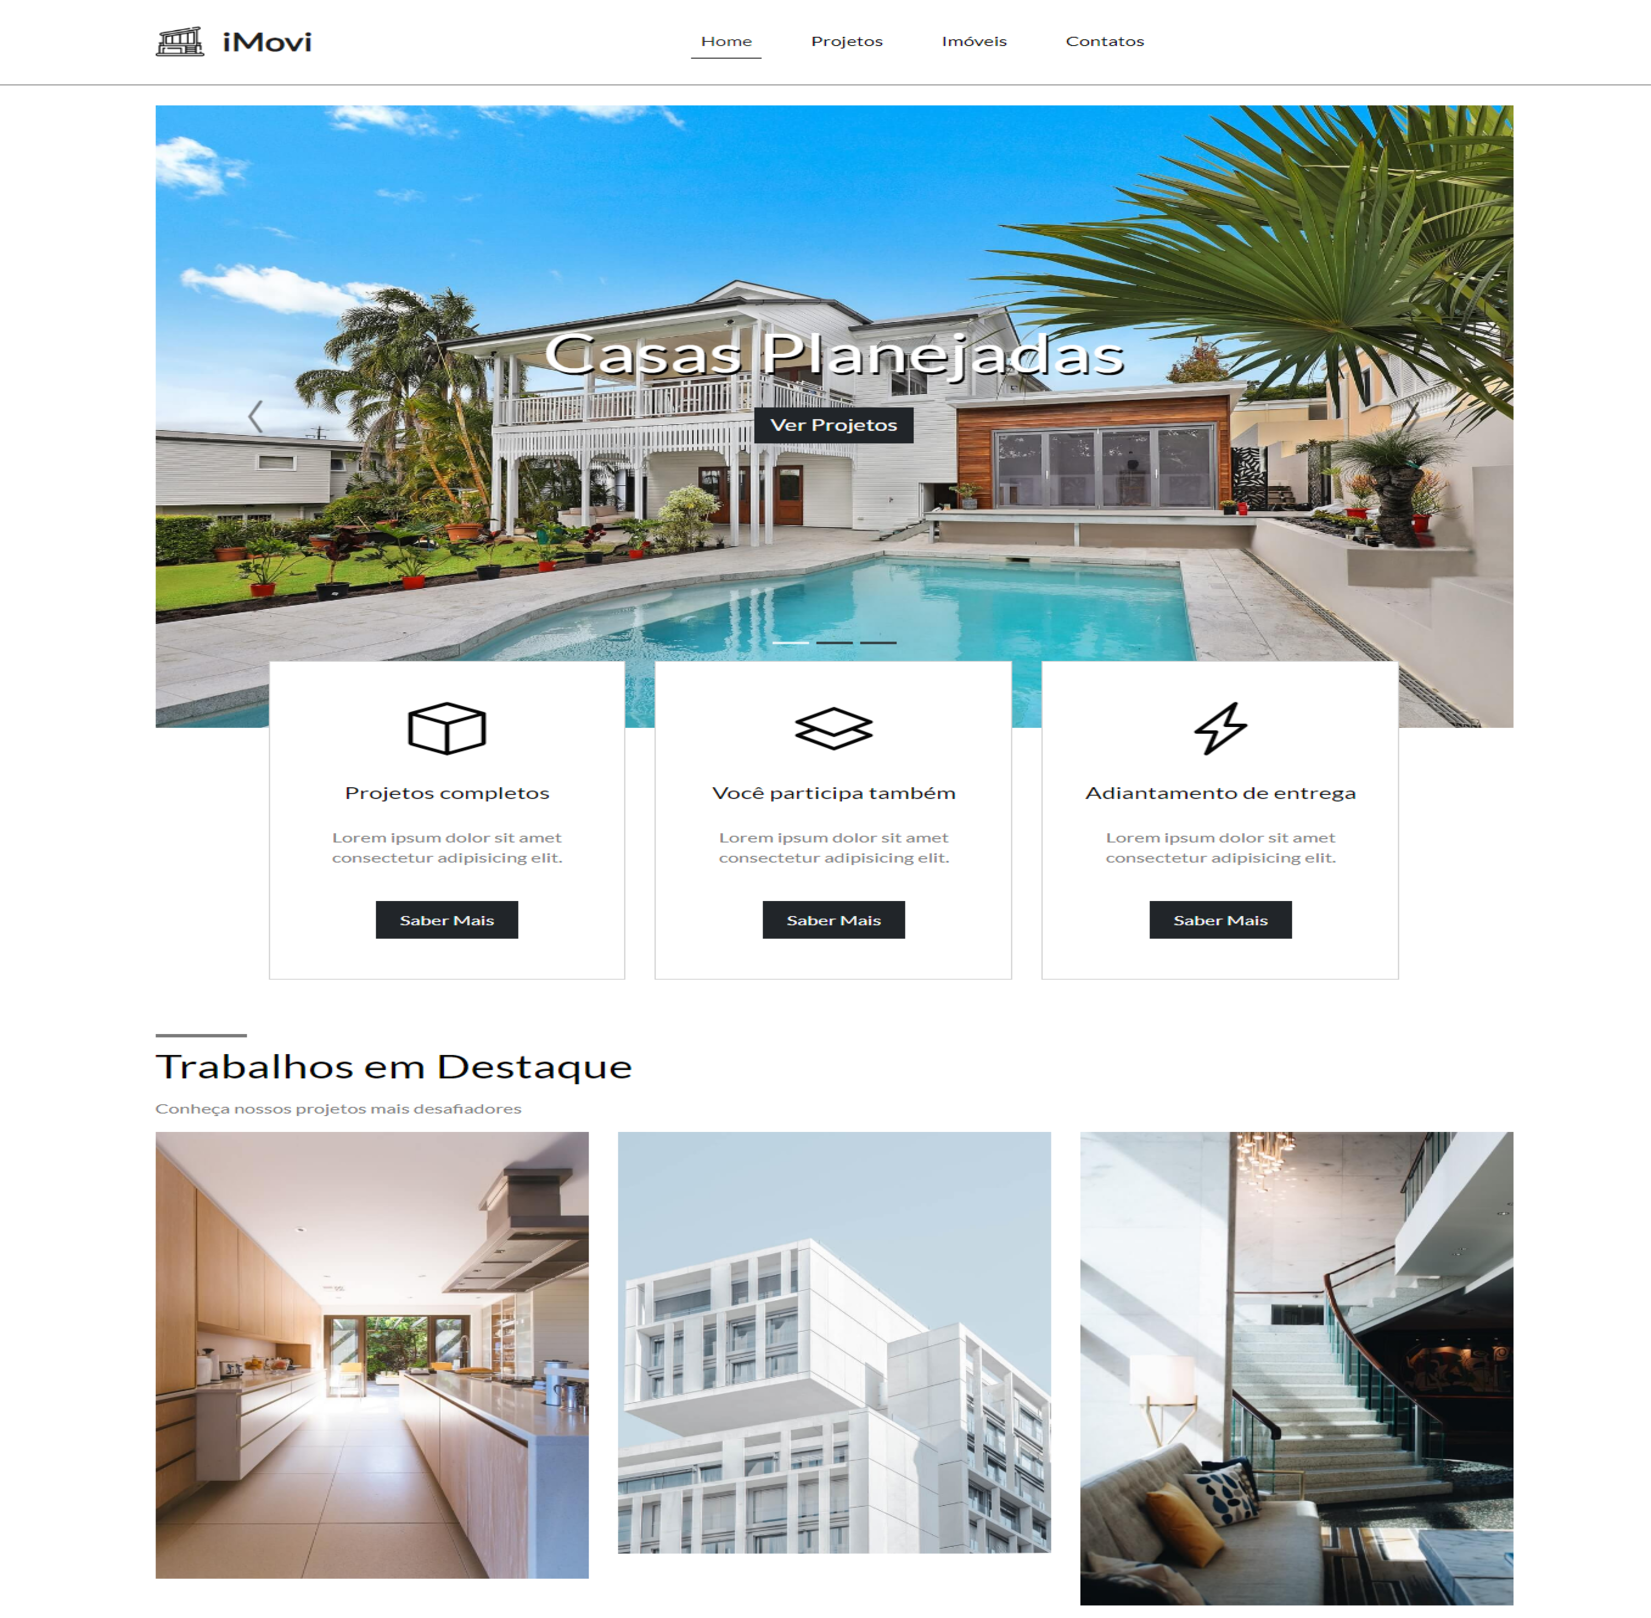 iMovi
Home Projetos Imóveis Contatos
Casas Planejadas
Ver Projetos
Projetos completos
Lorem ipsum dolor sit amet
consectetur adipisicing elit.
Saber Mais
Você participa também
Lorem ipsum dolor sit amet
consectetur adipisicing elit.
Saber Mais
Adiantamento de entrega
Lorem ipsum dolor sit amet
consectetur adipisicing elit.
Saber Mais
Trabalhos em Destaque
Conheça nossos projetos mais desafiadores